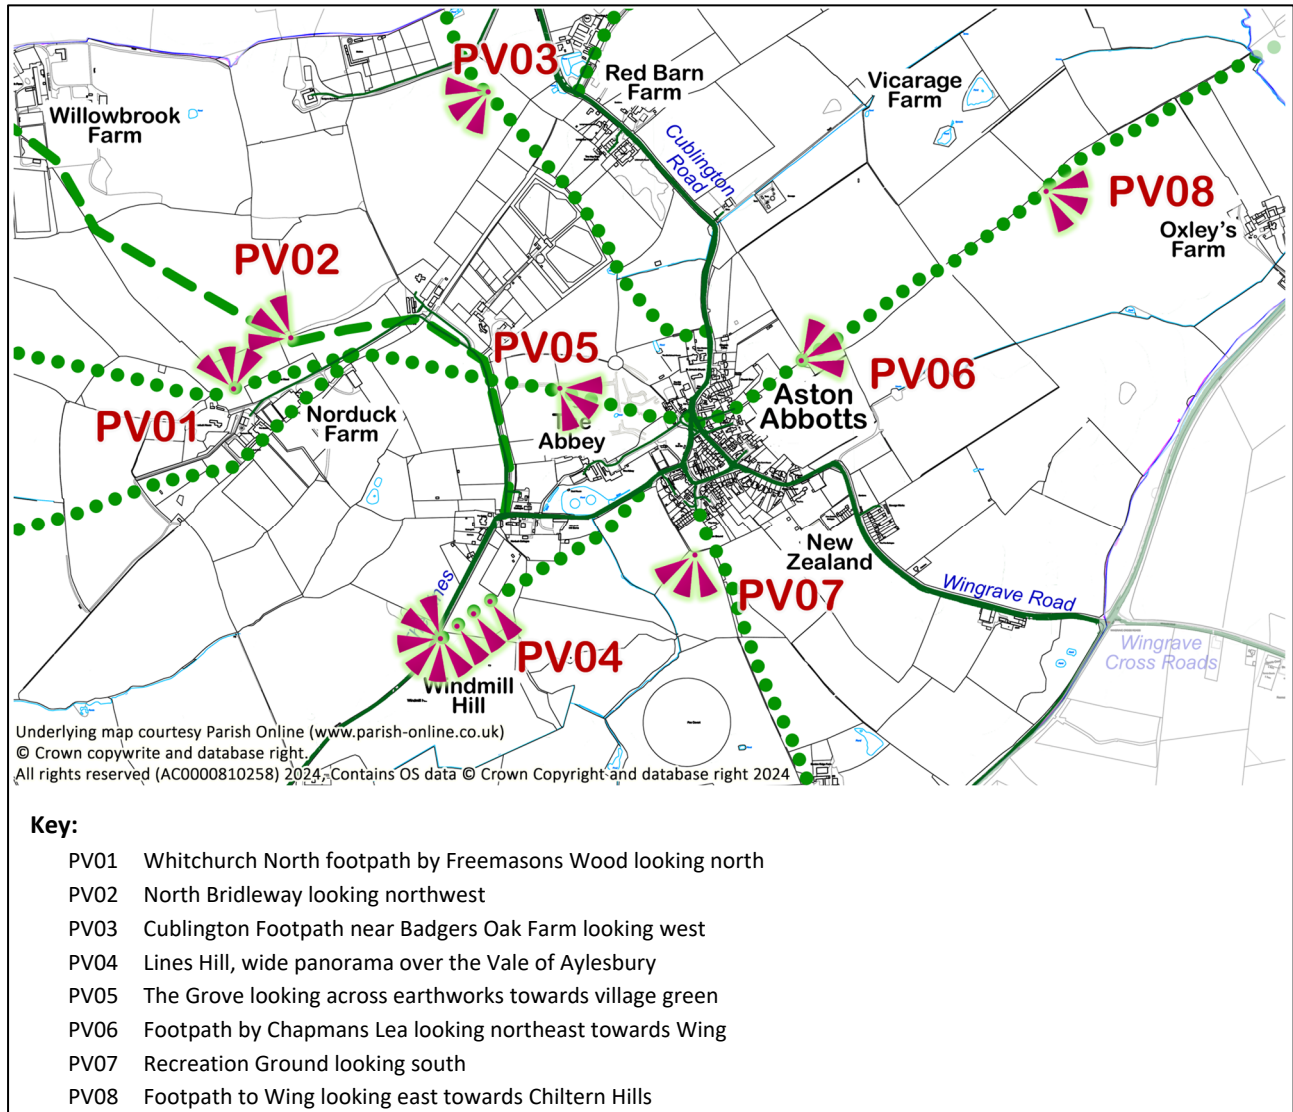 PV03
Red Barn
Farm
Vicarage
Farm
Willowbrook
Farm
Cublington
Road
PV08
Oxley's
Farm
PV02
PV05
PV06
Aston
Abbotts
PV01
Norduck
Farm
The
Abbey
New
Zealand
PV07
Wingrave Road
Wingrave
Cross Roads
PV04
Windmill
Hill
Underlying map courtesy Parish Online (www.parish-online.co.uk)
© Crown copywrite and database right.
All rights reserved (AC0000810258) 2024, Contains OS data © Crown Copyright and database right 2024
Key:
PV01 Whitchurch North footpath by Freemasons Wood looking north
PV02 North Bridleway looking northwest
PV03 Cublington Footpath near Badgers Oak Farm looking west
PV04 Lines Hill, wide panorama over the Vale of Aylesbury
PV05 The Grove looking across earthworks towards village green
PV06 Footpath by Chapmans Lea looking northeast towards Wing
PV07 Recreation Ground looking south
PV08 Footpath to Wing looking east towards Chiltern Hills